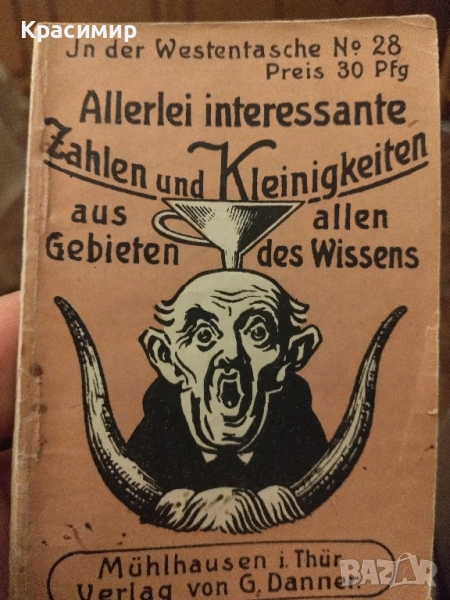 Красимир
Jn der Westentasche No 28
Preis 30 Pfg
Allerlei interessante
Zahlen und Kleinigkeiten
aus allen
Gebieten des Wissens
Mühlhausen i. Thür.
Verlag von G. Danner.
BAZAR